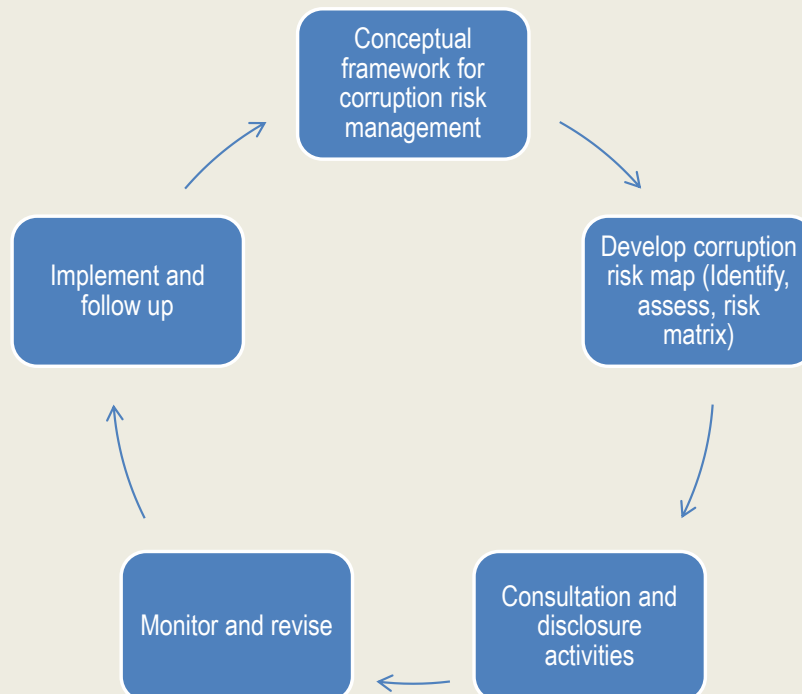 Conceptual
framework for
corruption risk
management
Develop corruption
risk map (Identify,
assess, risk
matrix)
Consultation and
disclosure
activities
Monitor and revise
Implement and
follow up